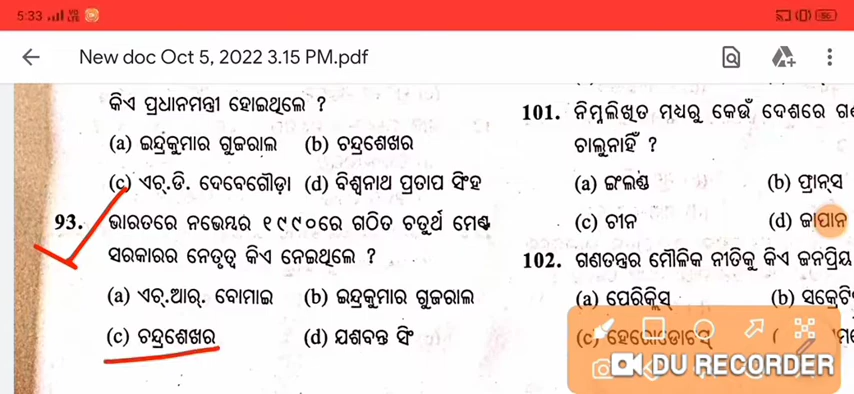 5:33
New doc Oct 5, 2022 3.15 PM.pdf
କିଏ ପ୍ରଧାନମନ୍ତ୍ରୀ ହୋଇଥିଲେ ?
(a) ଇନ୍ଦ୍ରକୁମାର ଗୁଜରାଲ (b) ଚନ୍ଦ୍ରଶେଖର
(c) ଏଚ୍.ଡି. ଦେବେଗୌଡ଼ା (d) ବିଶ୍ୱନାଥ ପ୍ରତାପ ସିଂହ
93. ଭାରତରେ ନଭେମ୍ବର ୧୯୯୦ରେ ଗଠିତ ଚତୁର୍ଥ ମେଣ୍ଟ
ସରକାରର ନେତୃତ୍ୱ କିଏ ନେଇଥିଲେ ?
(a) ଏଚ୍.ଆର୍. ବୋମାଇ (b) ଇନ୍ଦ୍ରକୁମାର ଗୁଜରାଲ
(c) ଚନ୍ଦ୍ରଶେଖର (d) ଯଶବନ୍ତ ସିଂ
101. ନିମ୍ନଲିଖିତ ମଧ୍ୟରୁ କେଉଁ ଦେଶରେ
ଚାଲୁନାହିଁ ?
(a) ଇଂଲଣ୍ଡ (b) ଫ୍ରାନ୍ସ
(c) ଚୀନ (d) ଜାପାନ
102. ଗଣତନ୍ତ୍ରର ମୌଳିକ ନୀତିକୁ କିଏ ଜନପ୍ରିୟ
(a) ପେରିକ୍ଲିସ୍ (b)
(c) ହେରୋଡୋଟସ୍
DU RECORDER